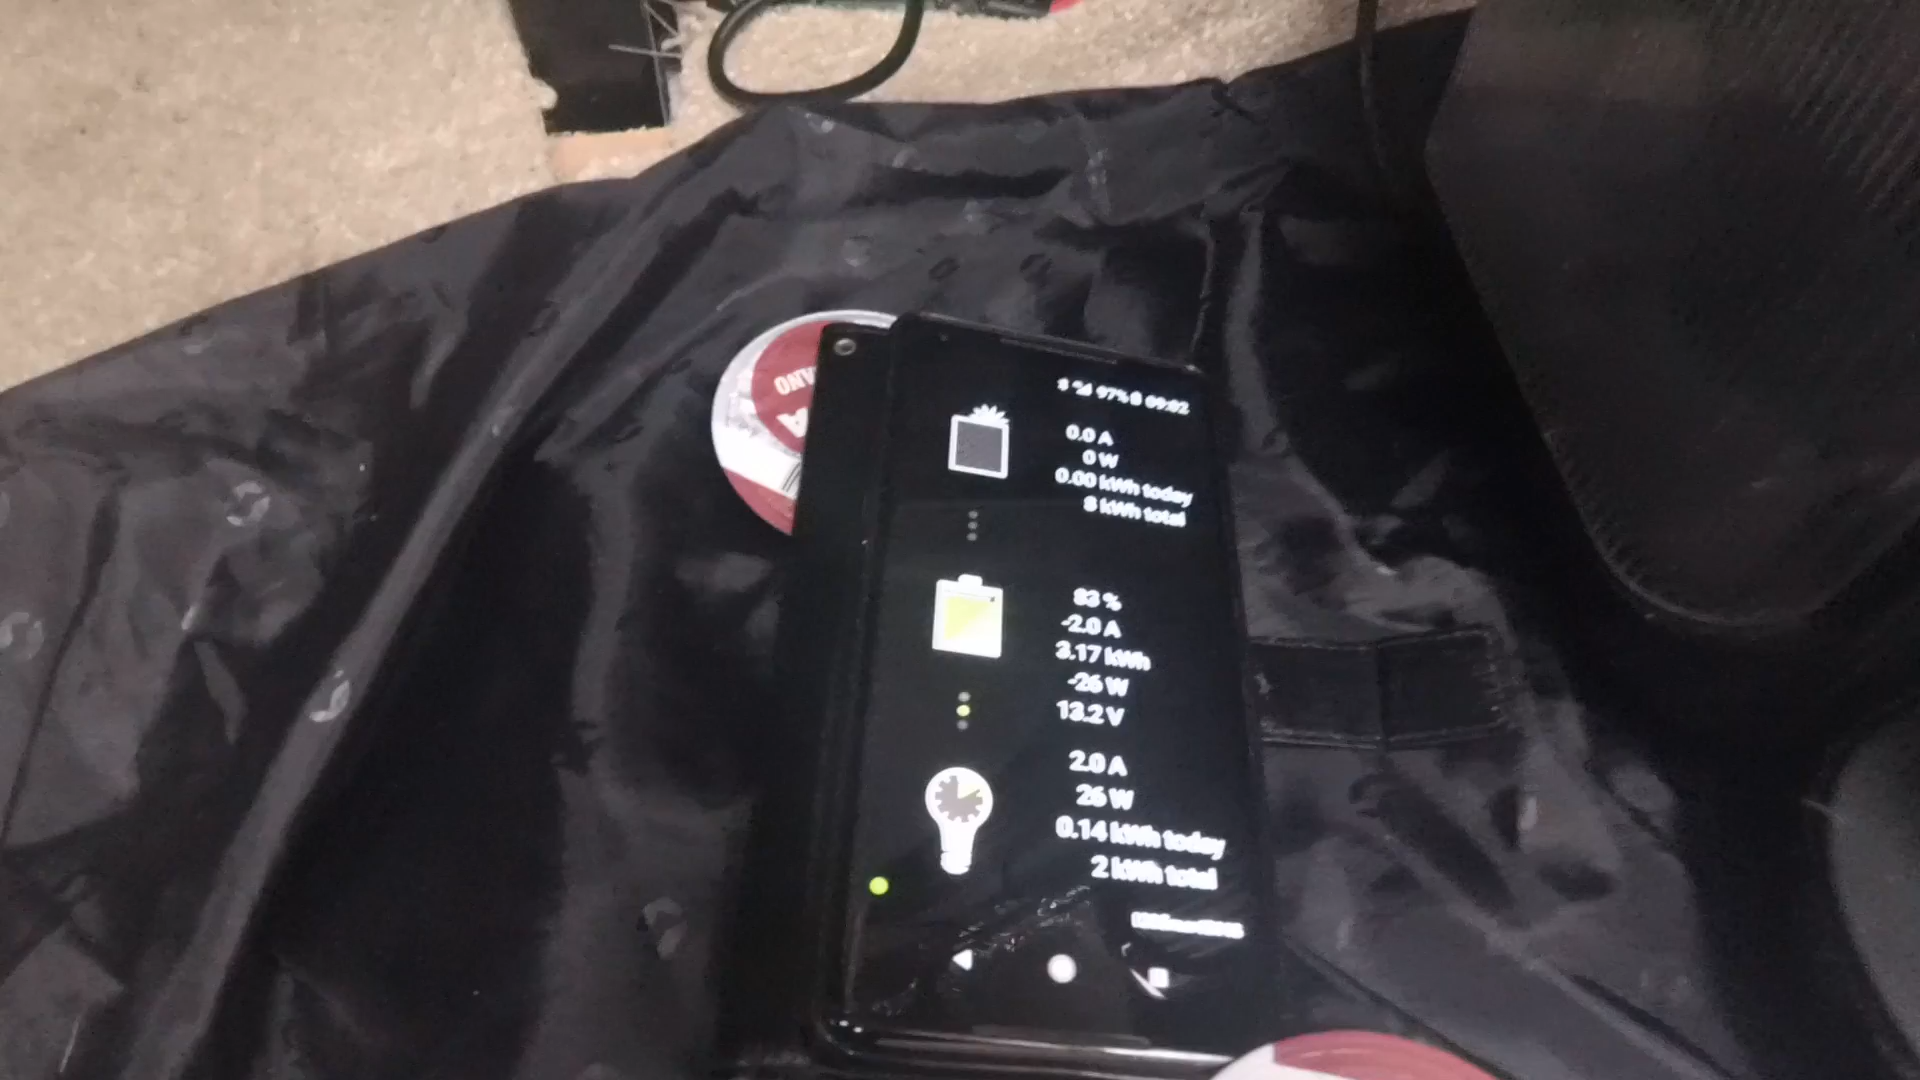 97% 09:02
0.0 A
0 W
0.00 kWh today
8 kWh total
83 %
-2.0 A
3.17 kWh
-26 W
13.2 V
2.0 A
26 W
0.14 kWh today
2 kWh total
ANO